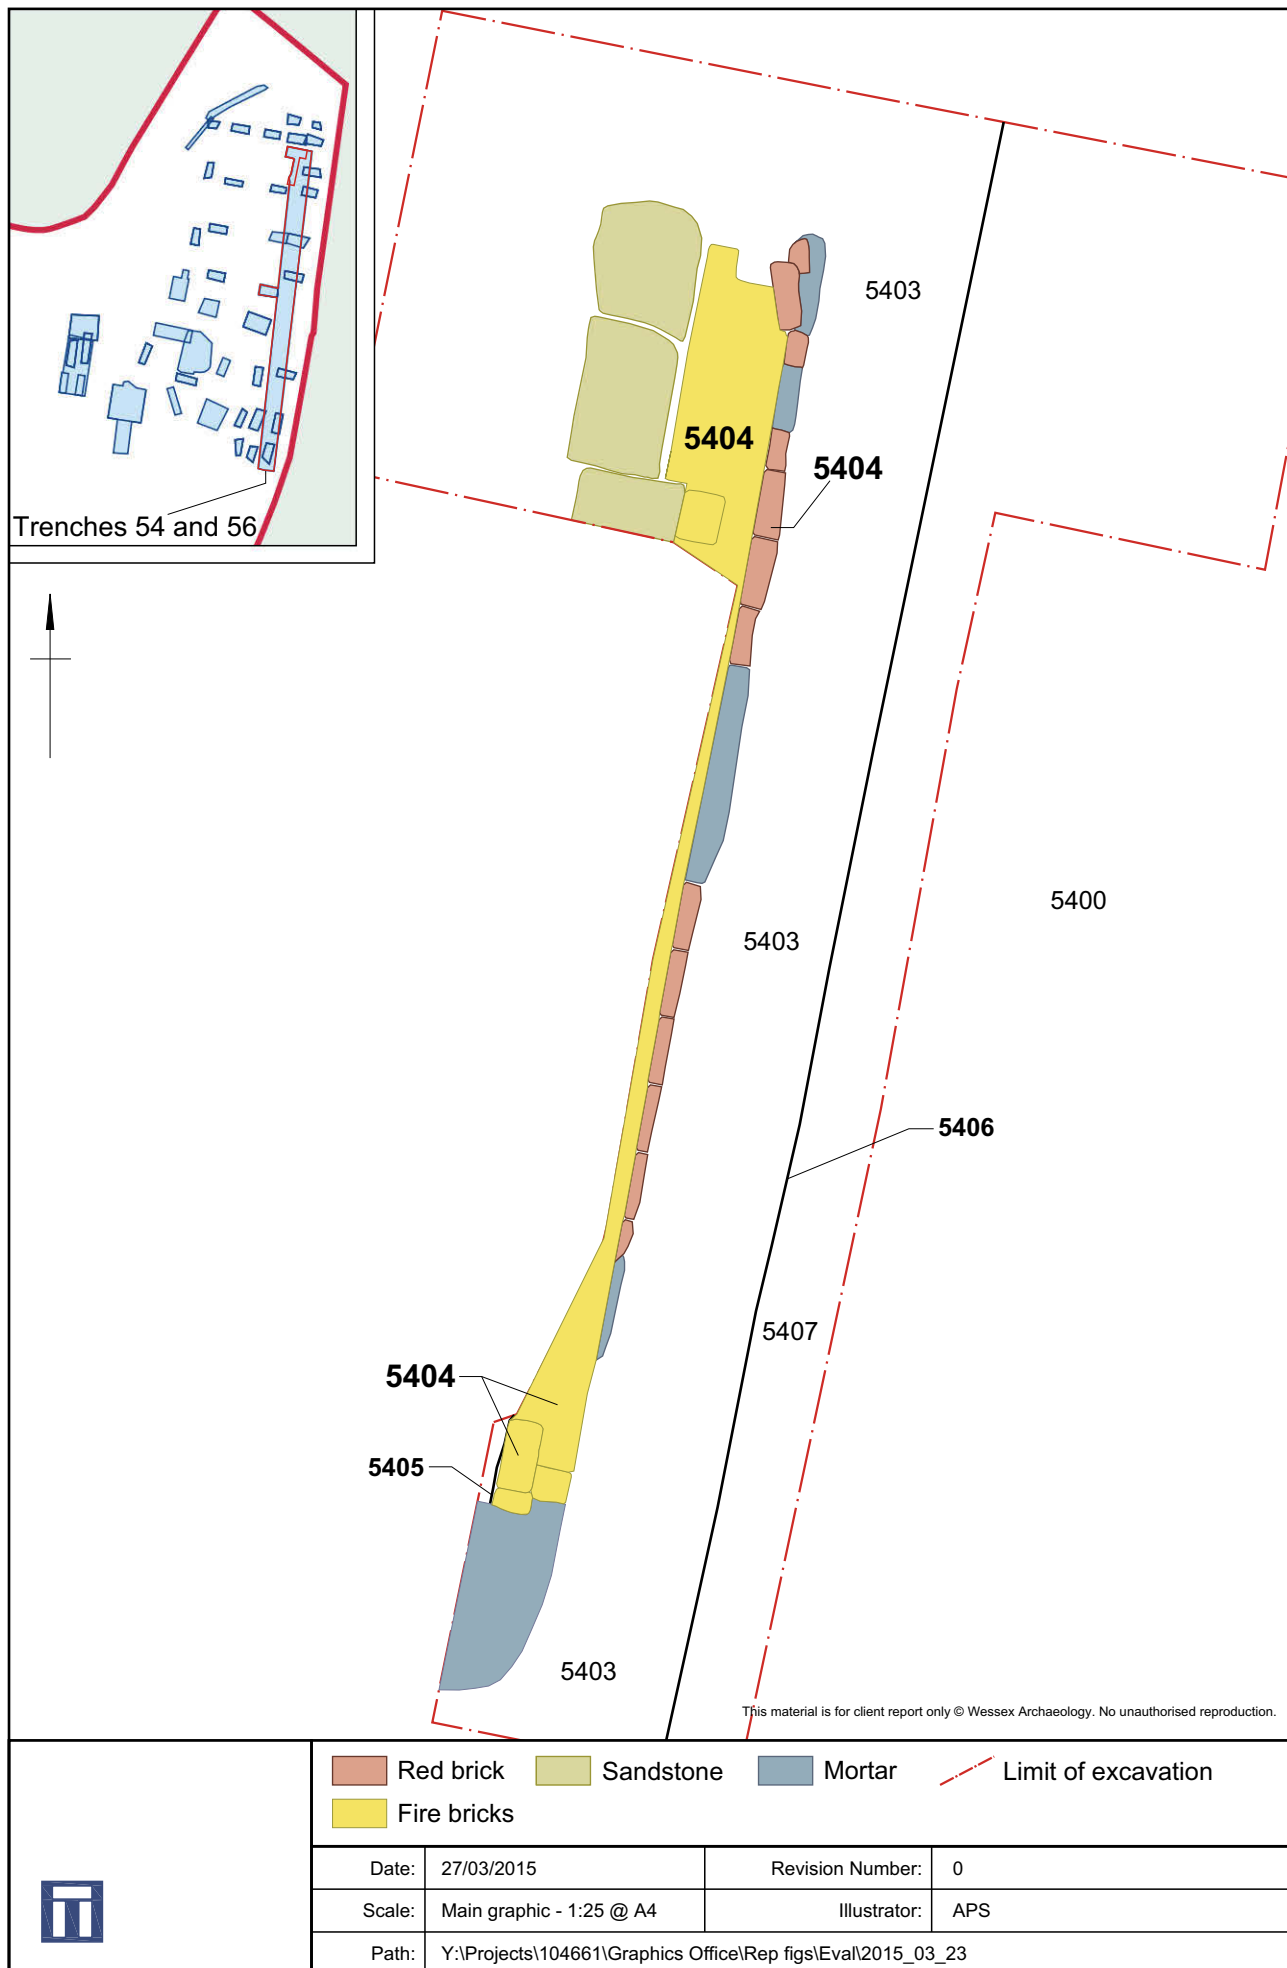 Trenches 54 and 56
5403
5404
5404
5400
5403
5406
5407
5404
5405
5403
This material is for client report only © Wessex Archaeology. No unauthorised reproduction.
Red brick Sandstone Mortar Limit of excavation
Fire bricks
Date: 27/03/2015 Revision Number: 0
Scale: Main graphic - 1:25 @ A4 Illustrator: APS
Path: Y:\Projects\104661\Graphics Office\Rep figs\Eval\2015_03_23